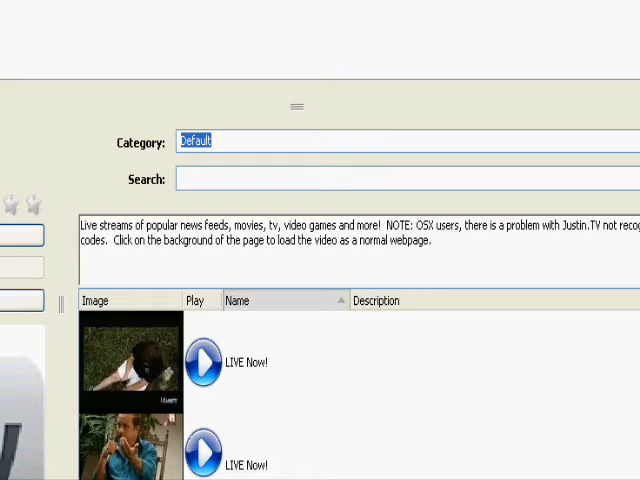 Category:
Default
Search:
Live streams of popular news feeds, movies, tv, video games and more! NOTE: OSX users, there is a problem with Justin.TV not
codes. Click on the background of the page to load the video as a normal webpage.
Image Play Name Description
LIVE Now!
LIVE Now!